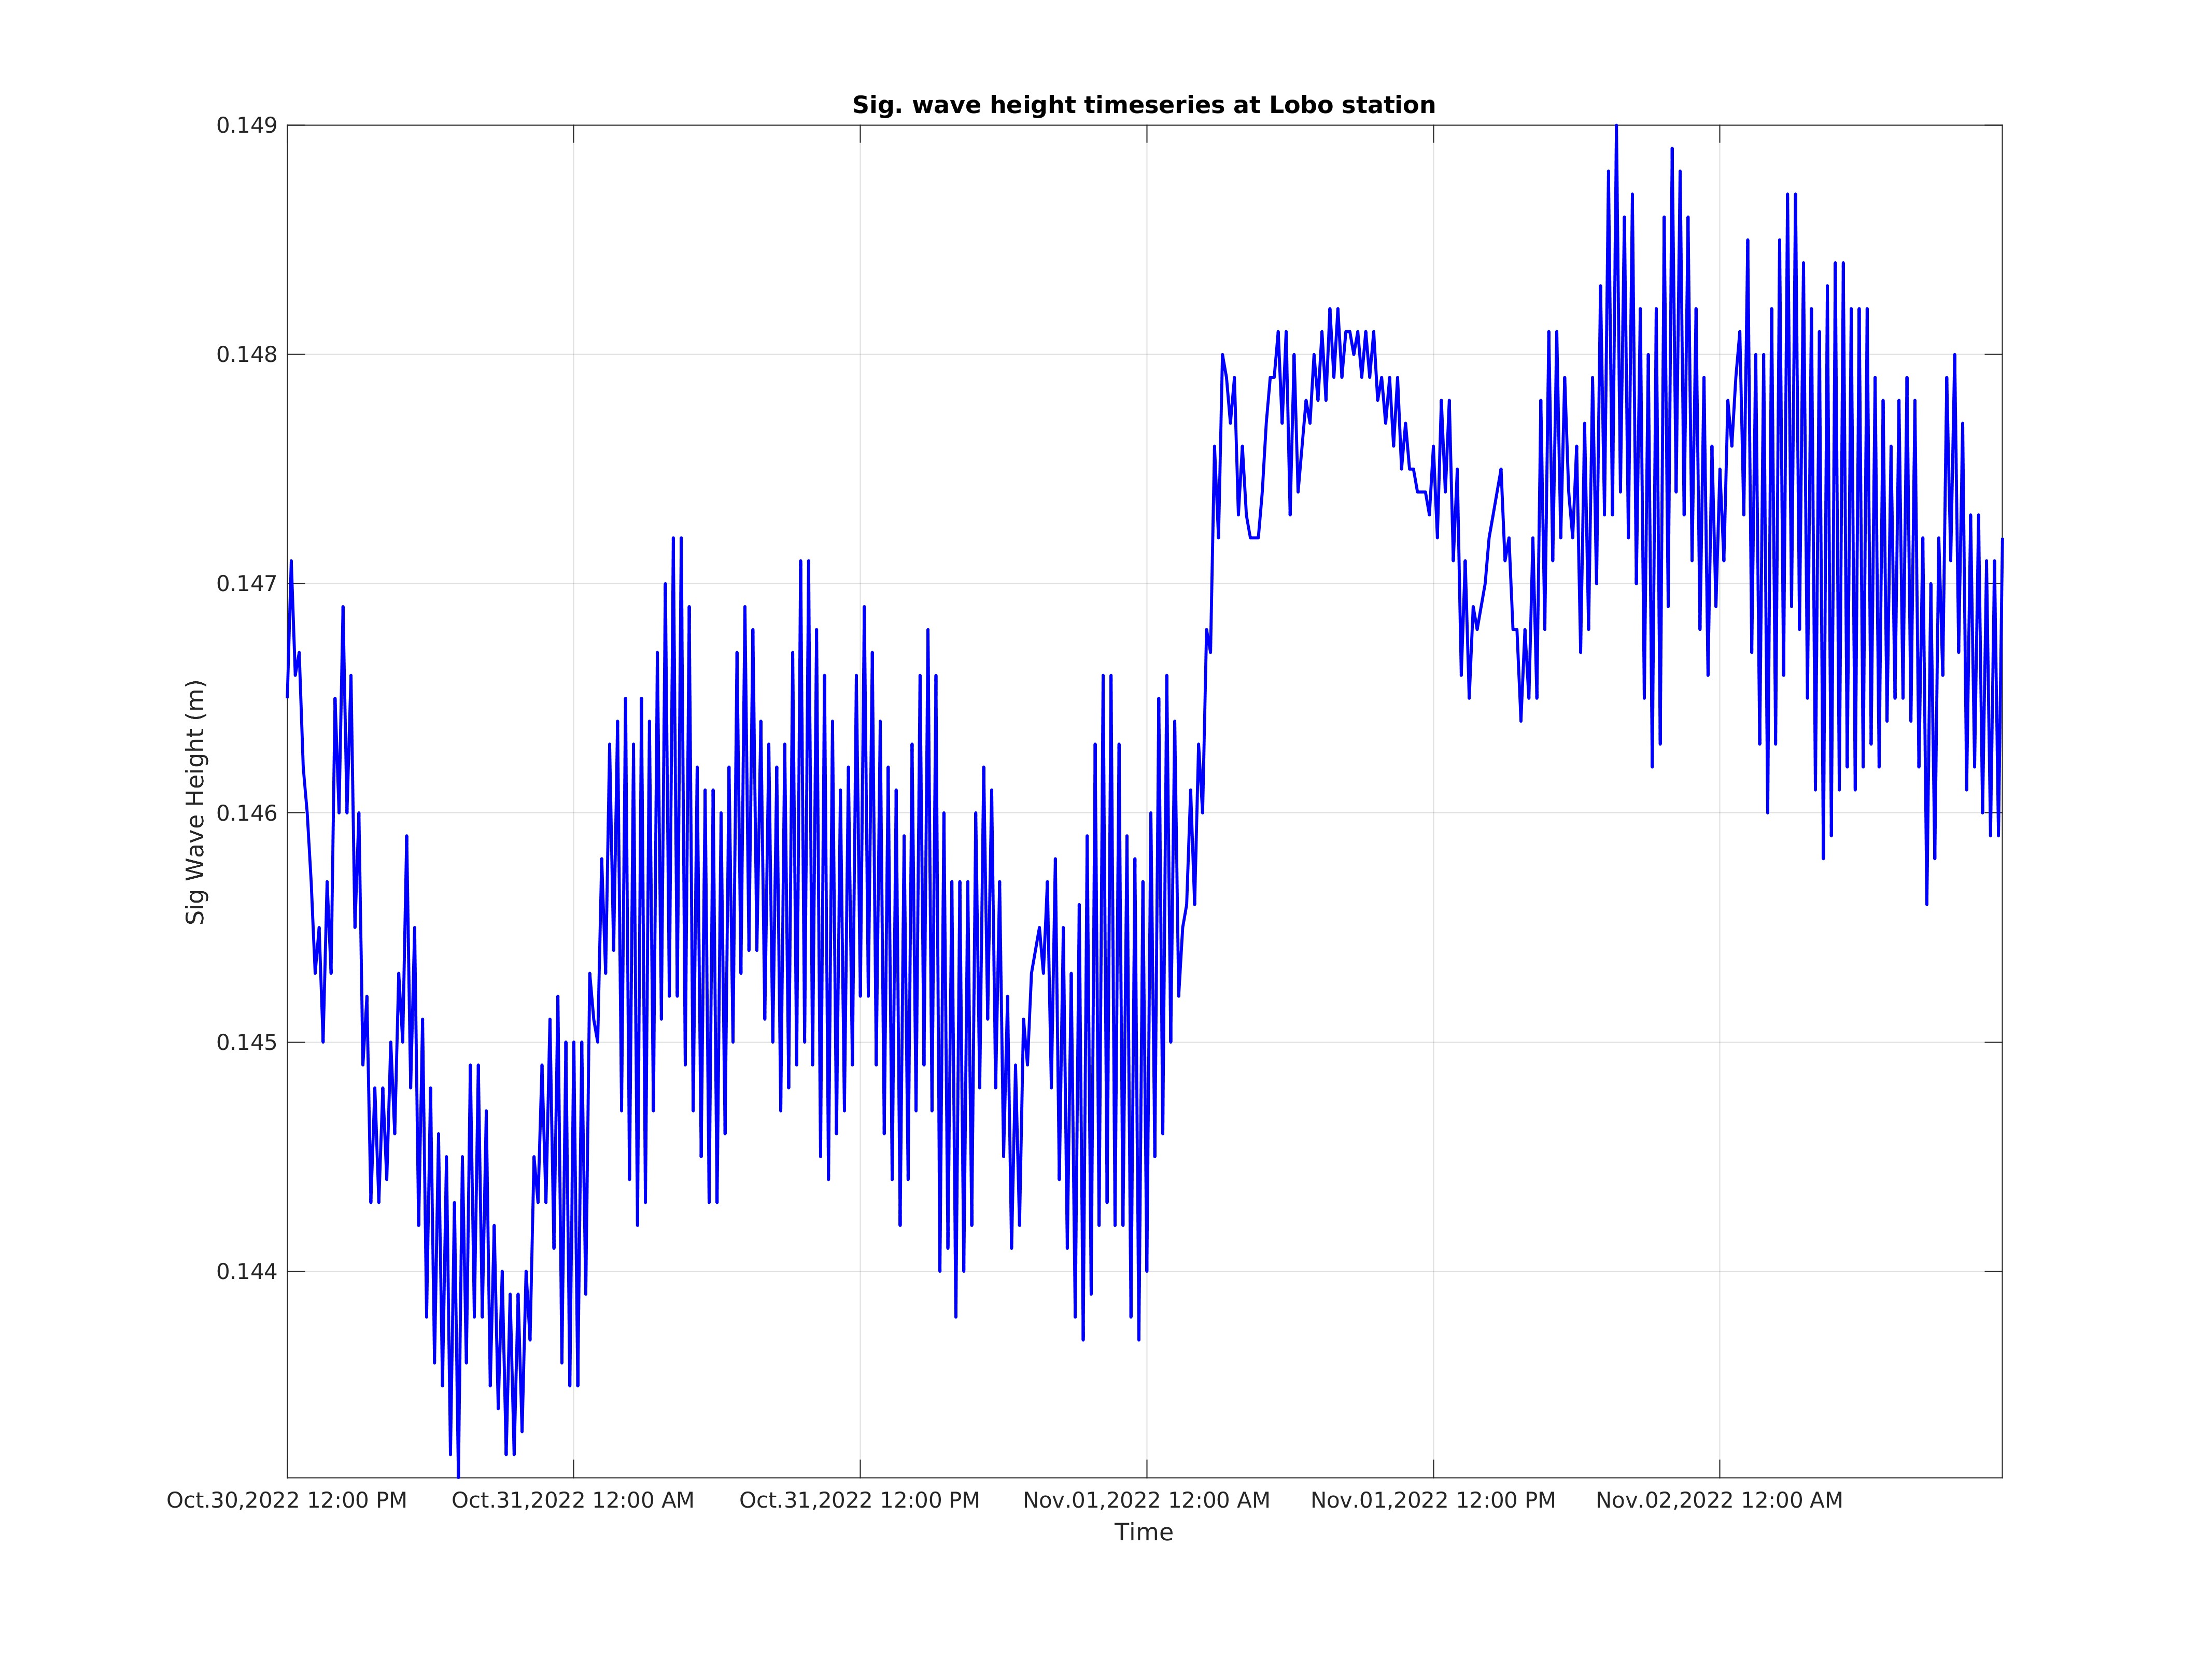 Sig. wave height timeseries at Lobo station
0.149
0.148
0.147
0.146
0.145
0.144
Sig Wave Height (m)
Oct.30,2022 12:00 PM Oct.31,2022 12:00 AM Oct.31,2022 12:00 PM Nov.01,2022 12:00 AM Nov.01,2022 12:00 PM Nov.02,2022 12:00 AM
Time